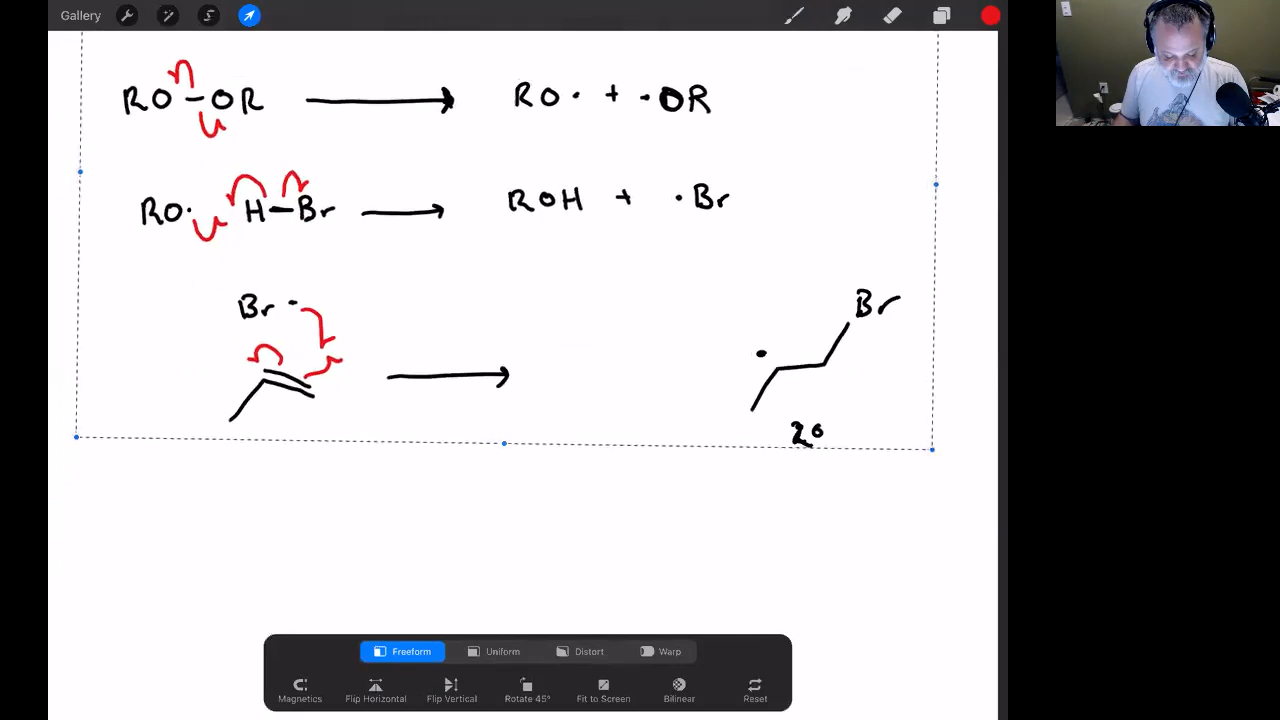 Gallery
RO-OR → RO· + ·OR
RO· H-Br → ROH + ·Br
Br· Br
2°
Freeform Uniform Distort Warp
Magnetics Flip Horizontal Flip Vertical Rotate 45° Fit to Screen Bilinear Reset